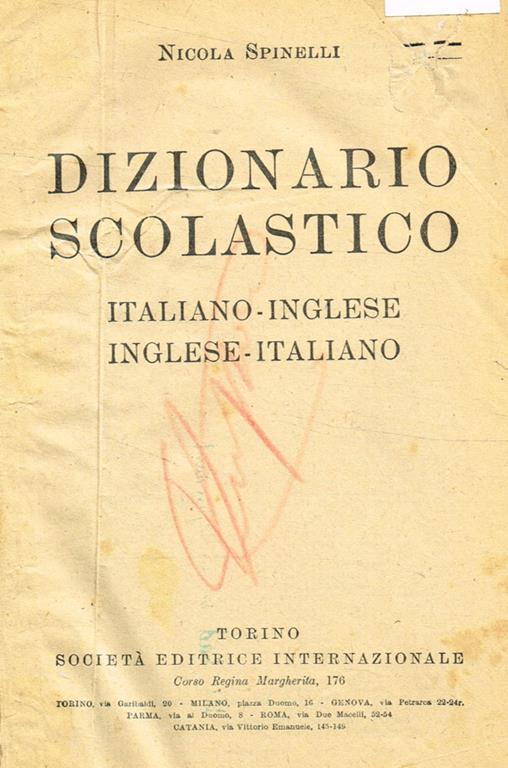 NICOLA SPINELLI
DIZIONARIO
SCOLASTICO
ITALIANO-INGLESE
INGLESE-ITALIANO
TORINO
SOCIETÀ EDITRICE INTERNAZIONALE
Corso Regina Margherita, 176
TORINO, via Garibaldi, 20 - MILANO, piazza Duomo, 16 - GENOVA, via Petrarca 22-24r.
PARMA, via al Duomo, 8 - ROMA, via Due Macelli, 52-54
CATANIA, via Vittorio Emanuele, 145-149